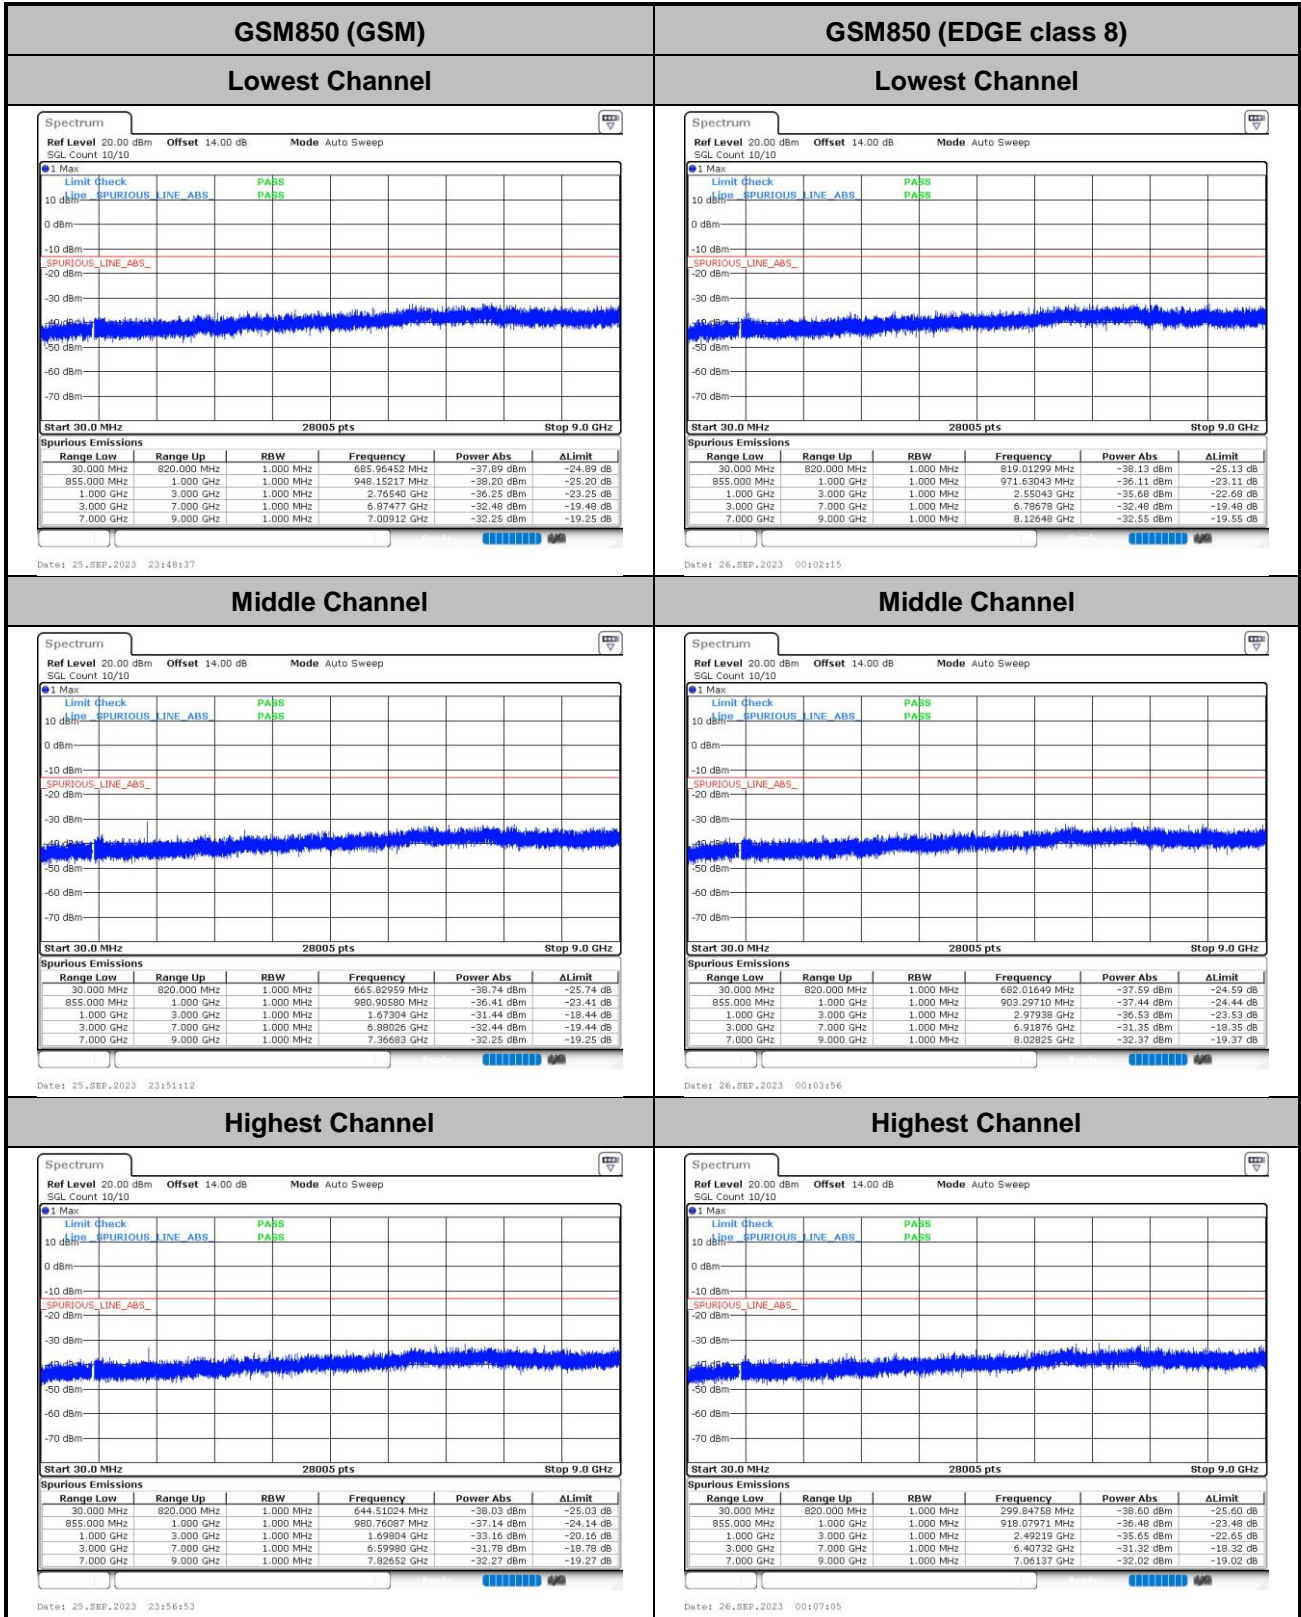 GSM850 (GSM) GSM850 (EDGE class 8)
Lowest Channel Lowest Channel
Spectrum
Ref Level 20.00 dBm Offset 14.00 dB Mode Auto Sweep
SGL Count 10/10
1 Max
Limit Check PASS
Line _SPURIOUS_LINE_ABS_ PASS
10 dBm
0 dBm
-10 dBm
_SPURIOUS_LINE_ABS_
-20 dBm
-30 dBm
-40 dBm
-50 dBm
-60 dBm
-70 dBm
Start 30.0 MHz 28005 pts Stop 9.0 GHz
Spurious Emissions
Range Low Range Up RBW Frequency Power Abs ΔLimit
30.000 MHz 820.000 MHz 1.000 MHz 685.96452 MHz -37.89 dBm -24.89 dB
855.000 MHz 1.000 GHz 1.000 MHz 948.15217 MHz -38.20 dBm -25.20 dB
1.000 GHz 3.000 GHz 1.000 MHz 2.76540 GHz -36.25 dBm -23.25 dB
3.000 GHz 7.000 GHz 1.000 MHz 6.87477 GHz -32.48 dBm -19.48 dB
7.000 GHz 9.000 GHz 1.000 MHz 7.00912 GHz -32.25 dBm -19.25 dB
Date: 25.SEP.2023 23:48:37
Spectrum
Ref Level 20.00 dBm Offset 14.00 dB Mode Auto Sweep
SGL Count 10/10
1 Max
Limit Check PASS
Line _SPURIOUS_LINE_ABS_ PASS
10 dBm
0 dBm
-10 dBm
_SPURIOUS_LINE_ABS_
-20 dBm
-30 dBm
-40 dBm
-50 dBm
-60 dBm
-70 dBm
Start 30.0 MHz 28005 pts Stop 9.0 GHz
Spurious Emissions
Range Low Range Up RBW Frequency Power Abs ΔLimit
30.000 MHz 820.000 MHz 1.000 MHz 819.01299 MHz -38.13 dBm -25.13 dB
855.000 MHz 1.000 GHz 1.000 MHz 971.63043 MHz -36.11 dBm -23.11 dB
1.000 GHz 3.000 GHz 1.000 MHz 2.55043 GHz -35.68 dBm -22.68 dB
3.000 GHz 7.000 GHz 1.000 MHz 6.78678 GHz -32.48 dBm -19.48 dB
7.000 GHz 9.000 GHz 1.000 MHz 8.12648 GHz -32.55 dBm -19.55 dB
Date: 26.SEP.2023 00:02:15
Middle Channel Middle Channel
Spectrum
Ref Level 20.00 dBm Offset 14.00 dB Mode Auto Sweep
SGL Count 10/10
1 Max
Limit Check PASS
Line _SPURIOUS_LINE_ABS_ PASS
10 dBm
0 dBm
-10 dBm
_SPURIOUS_LINE_ABS_
-20 dBm
-30 dBm
-40 dBm
-50 dBm
-60 dBm
-70 dBm
Start 30.0 MHz 28005 pts Stop 9.0 GHz
Spurious Emissions
Range Low Range Up RBW Frequency Power Abs ΔLimit
30.000 MHz 820.000 MHz 1.000 MHz 665.82959 MHz -38.74 dBm -25.74 dB
855.000 MHz 1.000 GHz 1.000 MHz 980.90580 MHz -36.41 dBm -23.41 dB
1.000 GHz 3.000 GHz 1.000 MHz 1.67304 GHz -31.44 dBm -18.44 dB
3.000 GHz 7.000 GHz 1.000 MHz 6.88026 GHz -32.44 dBm -19.44 dB
7.000 GHz 9.000 GHz 1.000 MHz 7.36683 GHz -32.25 dBm -19.25 dB
Date: 25.SEP.2023 23:51:12
Spectrum
Ref Level 20.00 dBm Offset 14.00 dB Mode Auto Sweep
SGL Count 10/10
1 Max
Limit Check PASS
Line _SPURIOUS_LINE_ABS_ PASS
10 dBm
0 dBm
-10 dBm
_SPURIOUS_LINE_ABS_
-20 dBm
-30 dBm
-40 dBm
-50 dBm
-60 dBm
-70 dBm
Start 30.0 MHz 28005 pts Stop 9.0 GHz
Spurious Emissions
Range Low Range Up RBW Frequency Power Abs ΔLimit
30.000 MHz 820.000 MHz 1.000 MHz 682.01649 MHz -37.59 dBm -24.59 dB
855.000 MHz 1.000 GHz 1.000 MHz 903.29710 MHz -37.44 dBm -24.44 dB
1.000 GHz 3.000 GHz 1.000 MHz 2.97938 GHz -36.53 dBm -23.53 dB
3.000 GHz 7.000 GHz 1.000 MHz 6.91876 GHz -31.35 dBm -18.35 dB
7.000 GHz 9.000 GHz 1.000 MHz 8.02825 GHz -32.37 dBm -19.37 dB
Date: 26.SEP.2023 00:03:56
Highest Channel Highest Channel
Spectrum
Ref Level 20.00 dBm Offset 14.00 dB Mode Auto Sweep
SGL Count 10/10
1 Max
Limit Check PASS
Line _SPURIOUS_LINE_ABS_ PASS
10 dBm
0 dBm
-10 dBm
_SPURIOUS_LINE_ABS_
-20 dBm
-30 dBm
-40 dBm
-50 dBm
-60 dBm
-70 dBm
Start 30.0 MHz 28005 pts Stop 9.0 GHz
Spurious Emissions
Range Low Range Up RBW Frequency Power Abs ΔLimit
30.000 MHz 820.000 MHz 1.000 MHz 644.51024 MHz -38.03 dBm -25.03 dB
855.000 MHz 1.000 GHz 1.000 MHz 980.76087 MHz -37.14 dBm -24.14 dB
1.000 GHz 3.000 GHz 1.000 MHz 1.69804 GHz -33.16 dBm -20.16 dB
3.000 GHz 7.000 GHz 1.000 MHz 6.59980 GHz -31.78 dBm -18.78 dB
7.000 GHz 9.000 GHz 1.000 MHz 7.82652 GHz -32.27 dBm -19.27 dB
Date: 25.SEP.2023 23:56:53
Spectrum
Ref Level 20.00 dBm Offset 14.00 dB Mode Auto Sweep
SGL Count 10/10
1 Max
Limit Check PASS
Line _SPURIOUS_LINE_ABS_ PASS
10 dBm
0 dBm
-10 dBm
_SPURIOUS_LINE_ABS_
-20 dBm
-30 dBm
-40 dBm
-50 dBm
-60 dBm
-70 dBm
Start 30.0 MHz 28005 pts Stop 9.0 GHz
Spurious Emissions
Range Low Range Up RBW Frequency Power Abs ΔLimit
30.000 MHz 820.000 MHz 1.000 MHz 299.84758 MHz -38.60 dBm -25.60 dB
855.000 MHz 1.000 GHz 1.000 MHz 918.07971 MHz -36.48 dBm -23.48 dB
1.000 GHz 3.000 GHz 1.000 MHz 2.49219 GHz -35.65 dBm -22.65 dB
3.000 GHz 7.000 GHz 1.000 MHz 6.40732 GHz -31.32 dBm -18.32 dB
7.000 GHz 9.000 GHz 1.000 MHz 7.06137 GHz -32.02 dBm -19.02 dB
Date: 26.SEP.2023 00:07:05